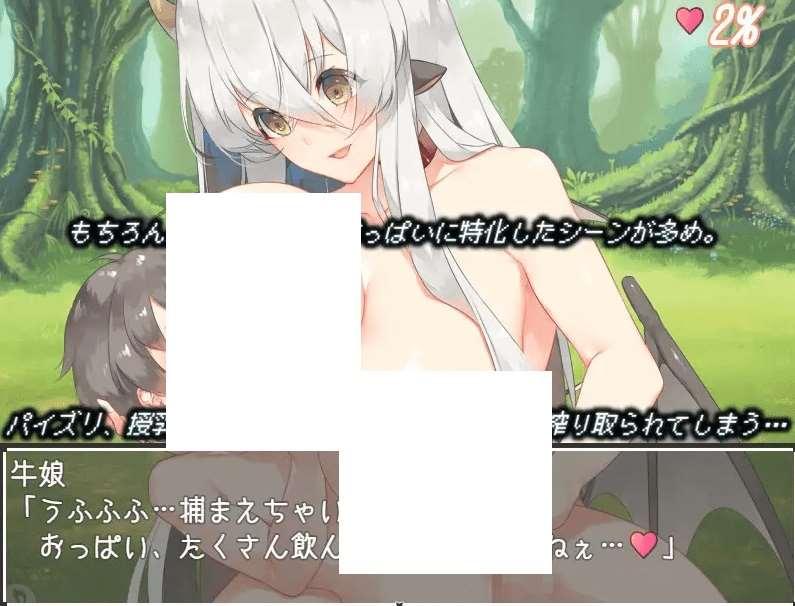 2%
もちろん っぱいに特化したシーンが多め。
パイズリ、授乳 搾り取られてしまう…
牛娘
「うふふふ…捕まえちゃい
おっぱい、たくさん飲ん ねぇ…♥」